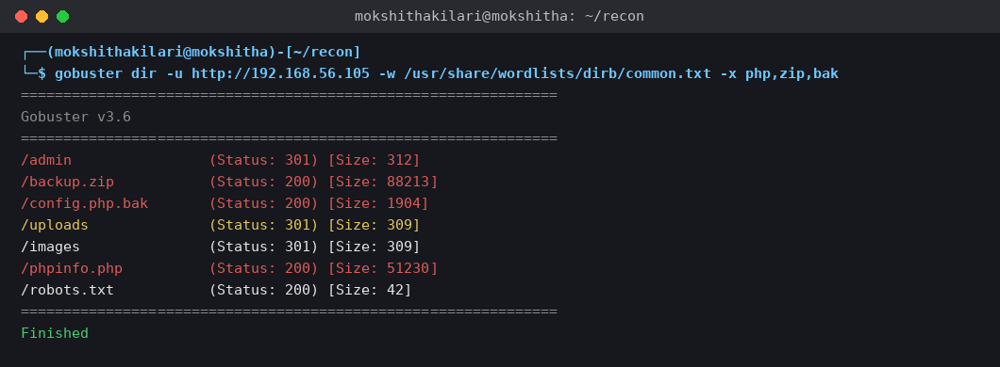 mokshithakilari@mokshitha: ~/recon
┌──(mokshithakilari@mokshitha)-[~/recon]
└─$ gobuster dir -u http://192.168.56.105 -w /usr/share/wordlists/dirb/common.txt -x php,zip,bak
===============================================================
Gobuster v3.6
===============================================================
/admin                (Status: 301) [Size: 312]
/backup.zip           (Status: 200) [Size: 88213]
/config.php.bak       (Status: 200) [Size: 1904]
/uploads              (Status: 301) [Size: 309]
/images               (Status: 301) [Size: 309]
/phpinfo.php          (Status: 200) [Size: 51230]
/robots.txt           (Status: 200) [Size: 42]
===============================================================
Finished